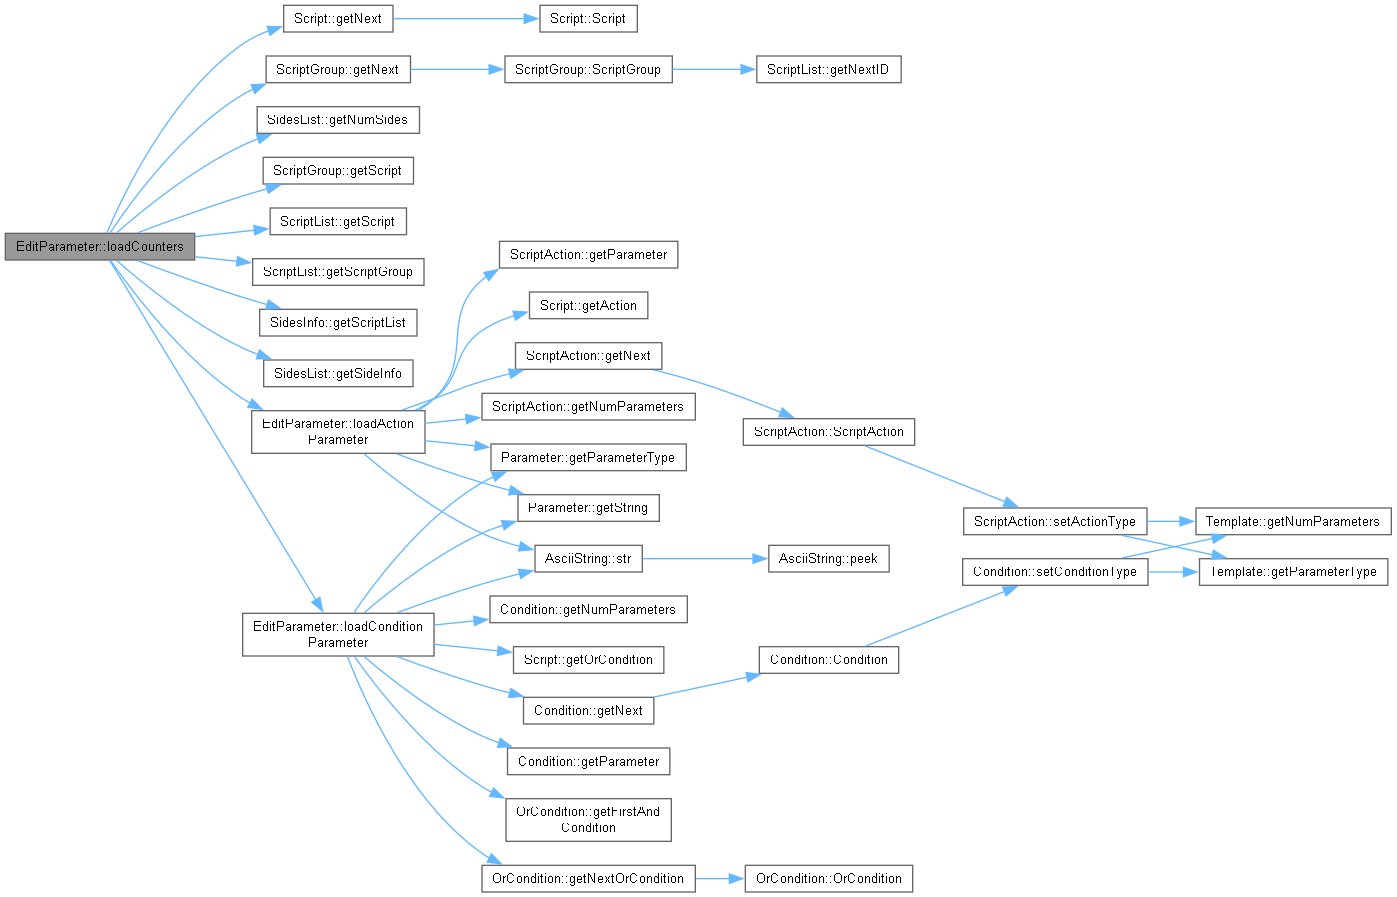 Script::getNext
Script::Script
ScriptGroup::getNext
ScriptGroup::ScriptGroup
ScriptList::getNextID
SidesList::getNumSides
ScriptGroup::getScript
ScriptList::getScript
EditParameter::loadCounters
ScriptList::getScriptGroup
SidesInfo::getScriptList
SidesList::getSideInfo
EditParameter::loadAction
Parameter
ScriptAction::getParameter
Script::getAction
ScriptAction::getNext
ScriptAction::getNumParameters
ScriptAction::ScriptAction
Parameter::getParameterType
Parameter::getString
ScriptAction::setActionType
Template::getNumParameters
AsciiString::str
AsciiString::peek
Condition::setConditionType
Template::getParameterType
EditParameter::loadCondition
Parameter
Condition::getNumParameters
Script::getOrCondition
Condition::Condition
Condition::getNext
Condition::getParameter
OrCondition::getFirstAnd
Condition
OrCondition::getNextOrCondition
OrCondition::OrCondition